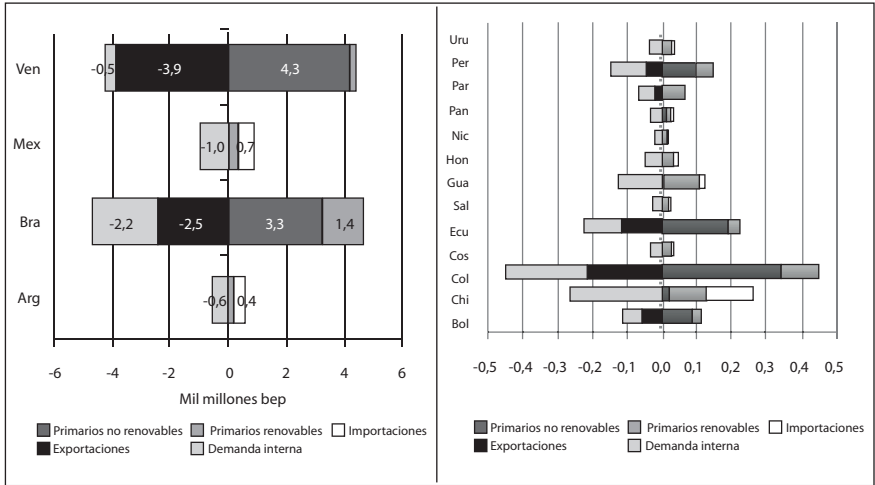 Ven
-0,5
-3,9
4,3
Mex
-1,0
0,7
Bra
-2,2
-2,5
3,3
1,4
Arg
-0,6
0,4
-6
-4
-2
0
2
4
6
Mil millones bep
Primarios no renovables
Primarios renovables
Importaciones
Exportaciones
Demanda interna
Uru
Per
Par
Pan
Nic
Hon
Gua
Sal
Ecu
Cos
Col
Chi
Bol
-0,5
-0,4
-0,3
-0,2
-0,1
0,0
0,1
0,2
0,3
0,4
0,5
Primarios no renovables
Primarios renovables
Importaciones
Exportaciones
Demanda interna